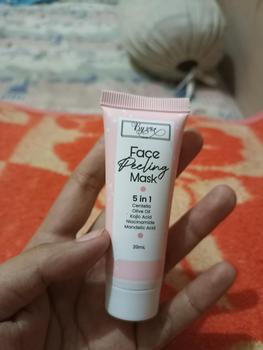 Face
Peeling
Mask
5 in 1
Centella
Olive Oil
Kojic Acid
Niacinamide
Mandelic Acid
20mL